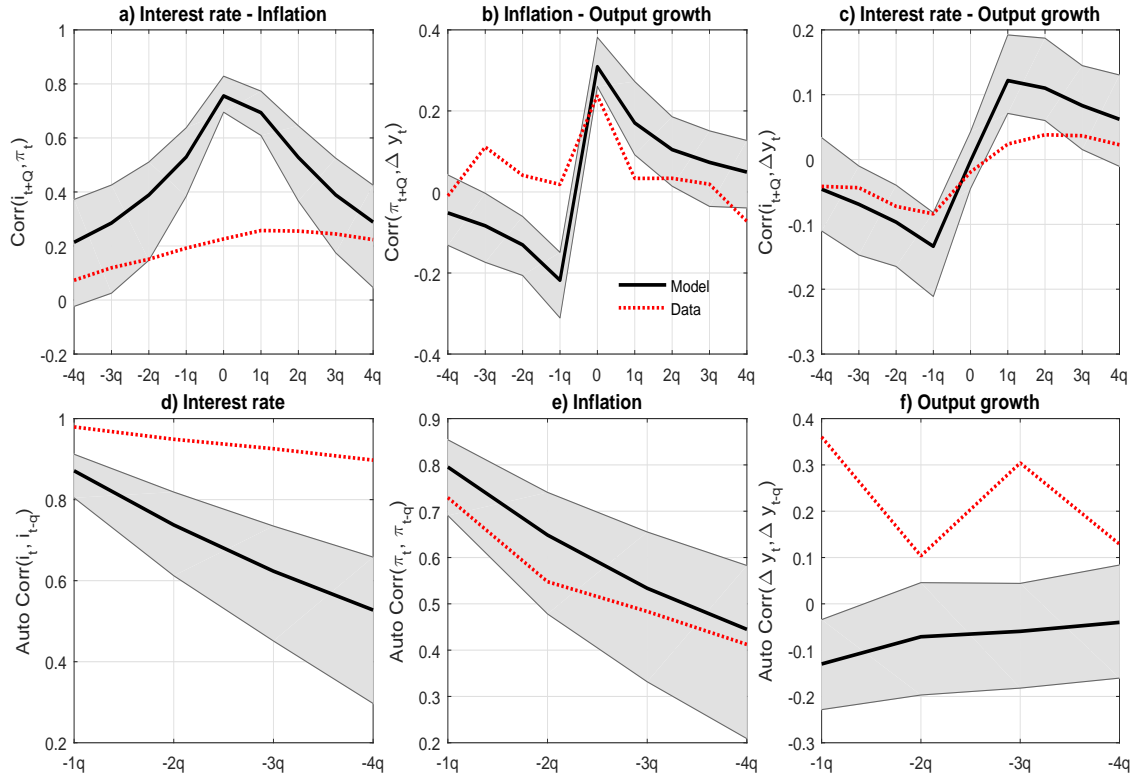 a) Interest rate - Inflation
Corr(i_{t+Q}, π_t)
1
0.8
0.6
0.4
0.2
0
-0.2
-4q -3q -2q -1q 0 1q 2q 3q 4q
b) Inflation - Output growth
Corr(π_{t+Q}, Δ y_t)
0.4
0.2
0
-0.2
-0.4
Model
Data
-4q -3q -2q -1q 0 1q 2q 3q 4q
c) Interest rate - Output growth
Corr(i_{t+Q}, Δy_t)
0.2
0.1
0
-0.1
-0.2
-0.3
-4q -3q -2q -1q 0 1q 2q 3q 4q
d) Interest rate
Auto Corr(i_t, i_{t-q})
1
0.8
0.6
0.4
0.2
-1q -2q -3q -4q
e) Inflation
Auto Corr(π_t, π_{t-q})
0.9
0.8
0.7
0.6
0.5
0.4
0.3
0.2
-1q -2q -3q -4q
f) Output growth
Auto Corr(Δ y_t, Δ y_{t-q})
0.4
0.3
0.2
0.1
0
-0.1
-0.2
-0.3
-1q -2q -3q -4q